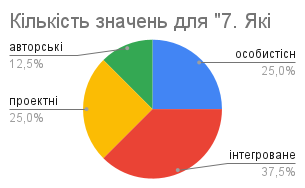 Кількість значень для "7. Які
авторські
12,5%
особистісн
25,0%
проектні
25,0%
інтегроване
37,5%